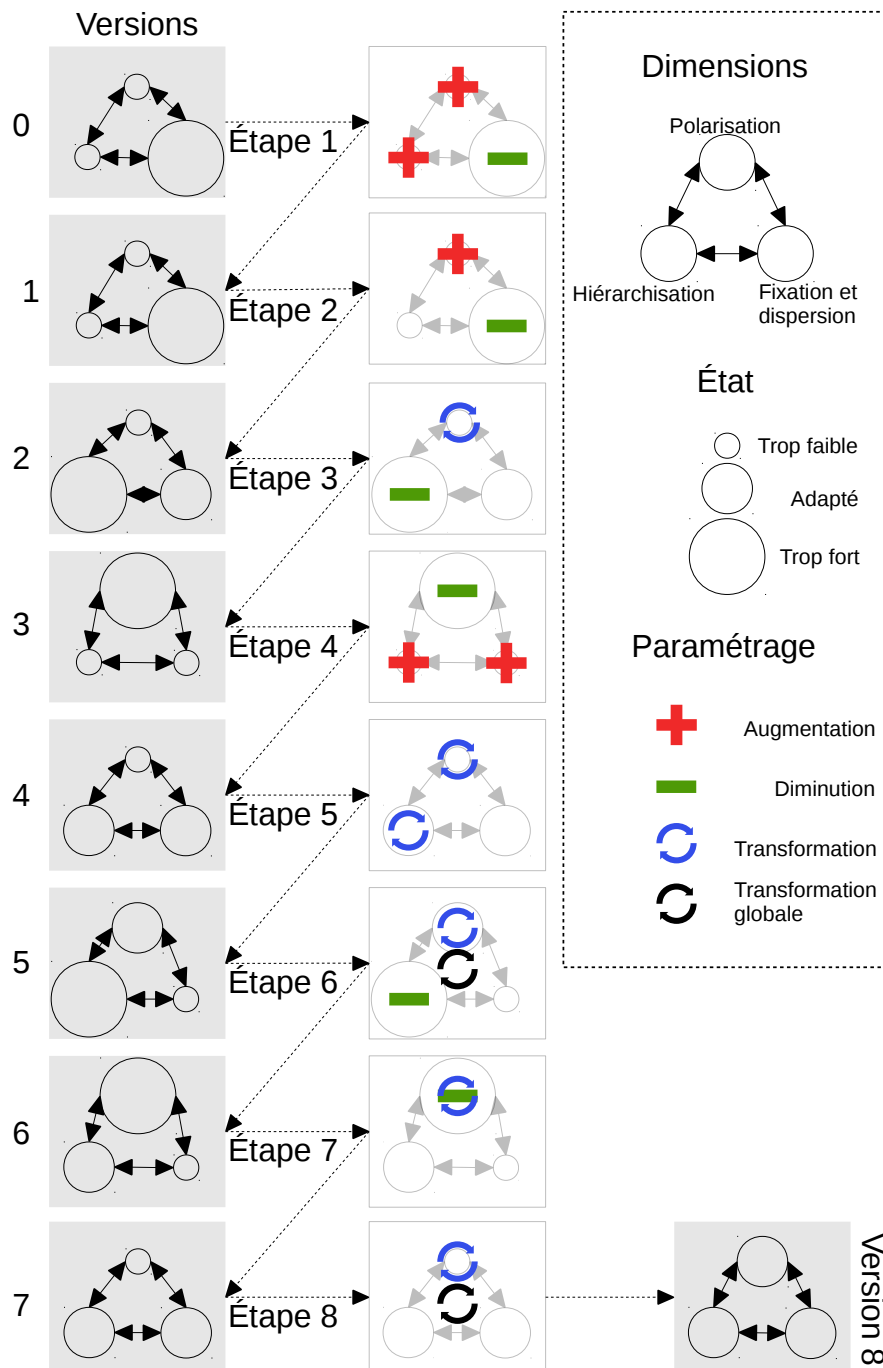 Versions
0
Étape 1
1
Étape 2
2
Étape 3
3
Étape 4
4
Étape 5
5
Étape 6
6
Étape 7
7
Étape 8
Version 8
Dimensions
Polarisation
Hiérarchisation
Fixation et
dispersion
État
Trop faible
Adapté
Trop fort
Paramétrage
Augmentation
Diminution
Transformation
Transformation
globale